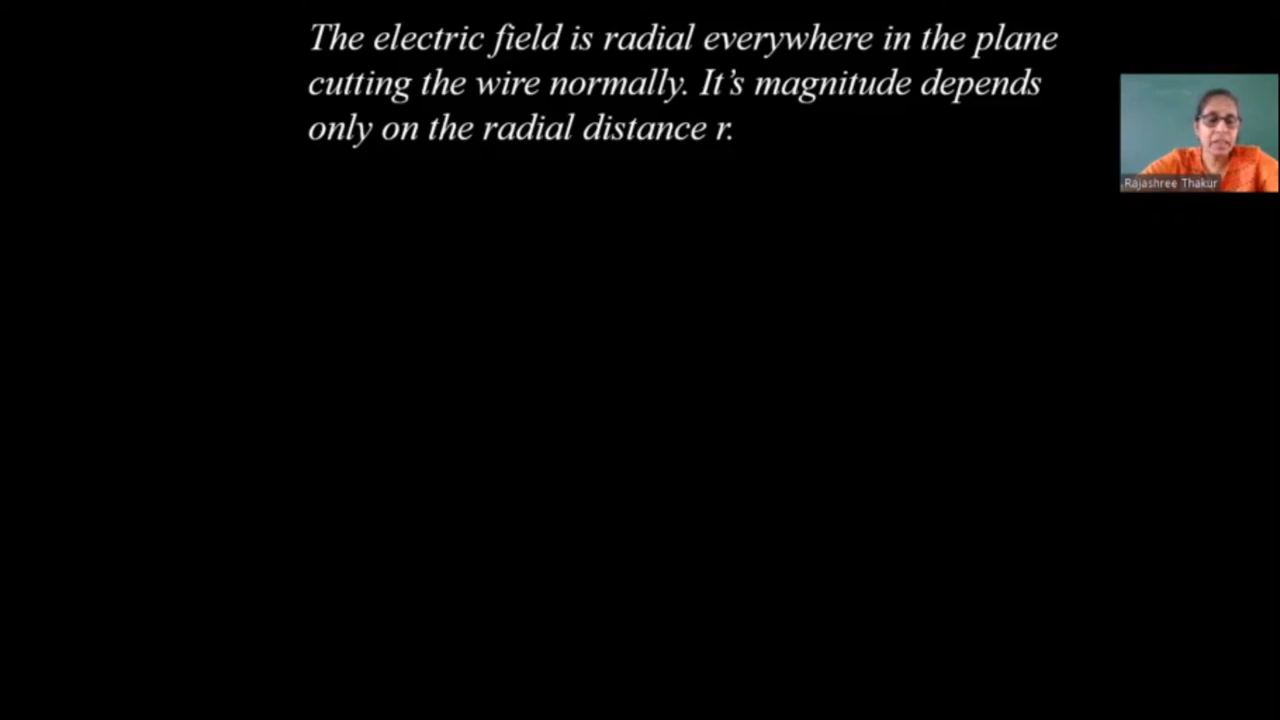 The electric field is radial everywhere in the plane
cutting the wire normally. It’s magnitude depends
only on the radial distance r.
Rajashree Thakur